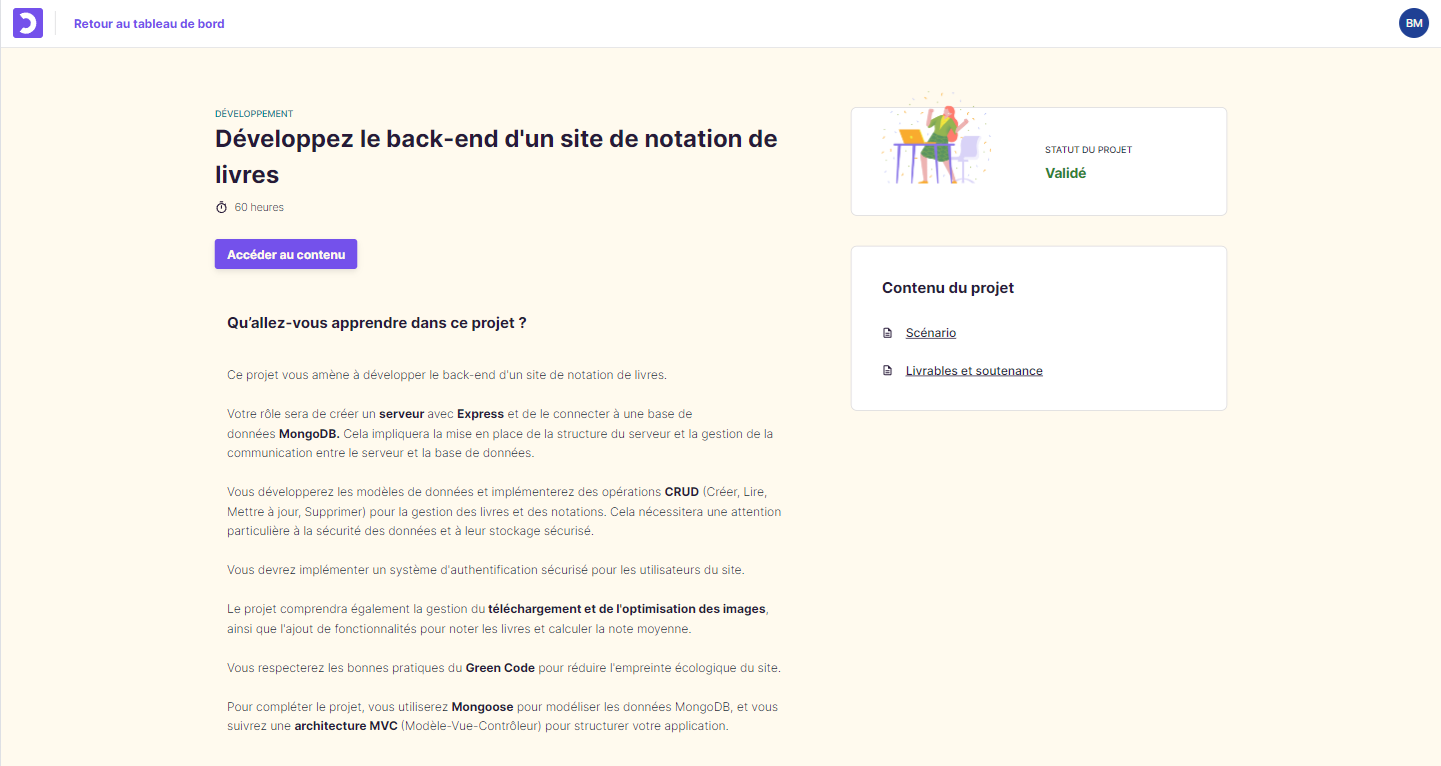 Retour au tableau de bord
BM
DÉVELOPPEMENT
Développez le back-end d'un site de notation de
livres
60 heures
Accéder au contenu
Qu’allez-vous apprendre dans ce projet ?
Ce projet vous amène à développer le back-end d'un site de notation de livres.
Votre rôle sera de créer un serveur avec Express et de le connecter à une base de
données MongoDB. Cela impliquera la mise en place de la structure du serveur et la gestion de la
communication entre le serveur et la base de données.
Vous développerez les modèles de données et implémenterez des opérations CRUD (Créer, Lire,
Mettre à jour, Supprimer) pour la gestion des livres et des notations. Cela nécessitera une attention
particulière à la sécurité des données et à leur stockage sécurisé.
Vous devrez implémenter un système d'authentification sécurisé pour les utilisateurs du site.
Le projet comprendra également la gestion du téléchargement et de l'optimisation des images,
ainsi que l'ajout de fonctionnalités pour noter les livres et calculer la note moyenne.
Vous respecterez les bonnes pratiques du Green Code pour réduire l'empreinte écologique du site.
Pour compléter le projet, vous utiliserez Mongoose pour modéliser les données MongoDB, et vous
suivrez une architecture MVC (Modèle-Vue-Contrôleur) pour structurer votre application.
STATUT DU PROJET
Validé
Contenu du projet
Scénario
Livrables et soutenance